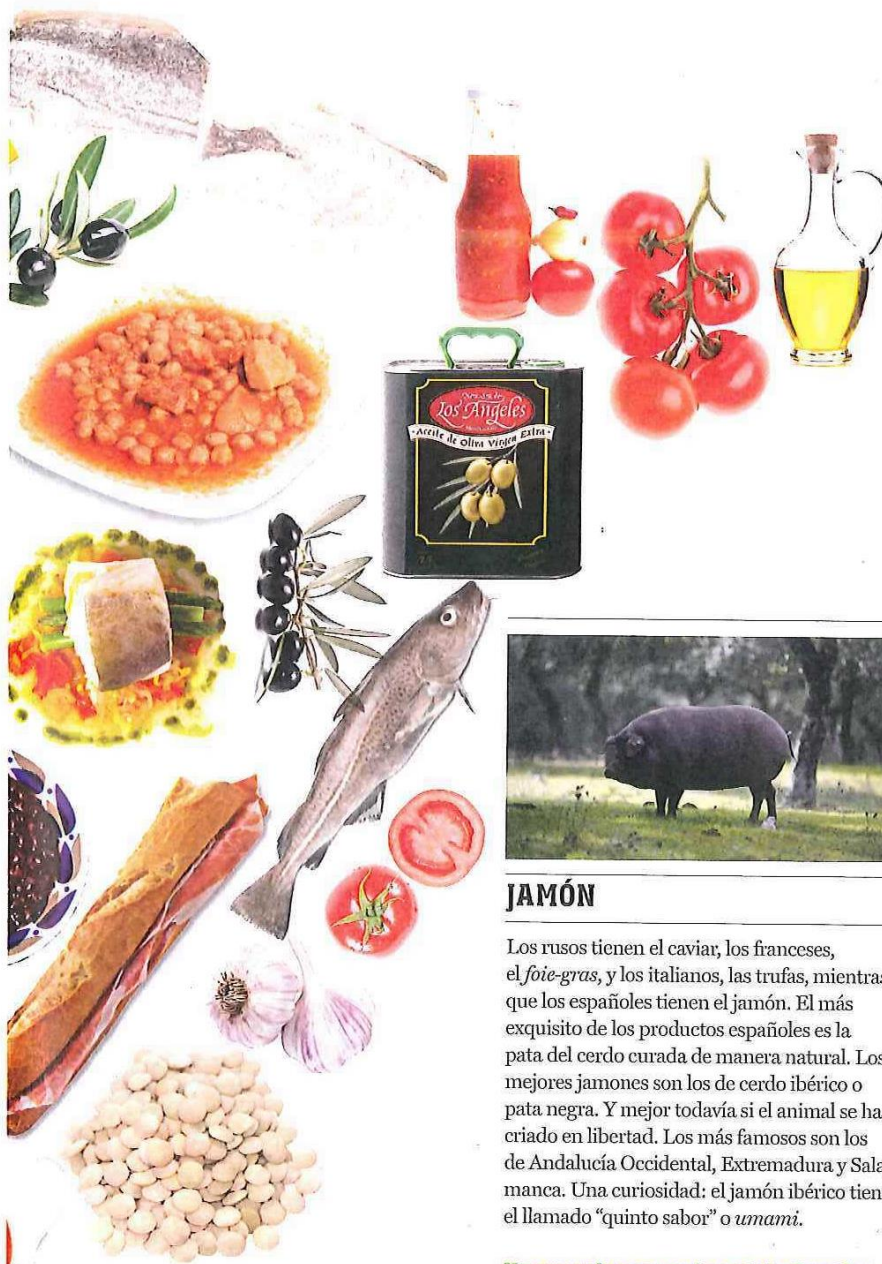 Los Angeles
Aceite de Oliva Virgen Extra
JAMÓN
Los rusos tienen el caviar, los franceses,
el foie-gras, y los italianos, las trufas, mientras
que los españoles tienen el jamón. El más
exquisito de los productos españoles es la
pata del cerdo curada de manera natural. Los
mejores jamones son los de cerdo ibérico o
pata negra. Y mejor todavía si el animal se ha
criado en libertad. Los más famosos son los
de Andalucía Occidental, Extremadura y Sala
manca. Una curiosidad: el jamón ibérico tien
el llamado “quinto sabor” o umami.